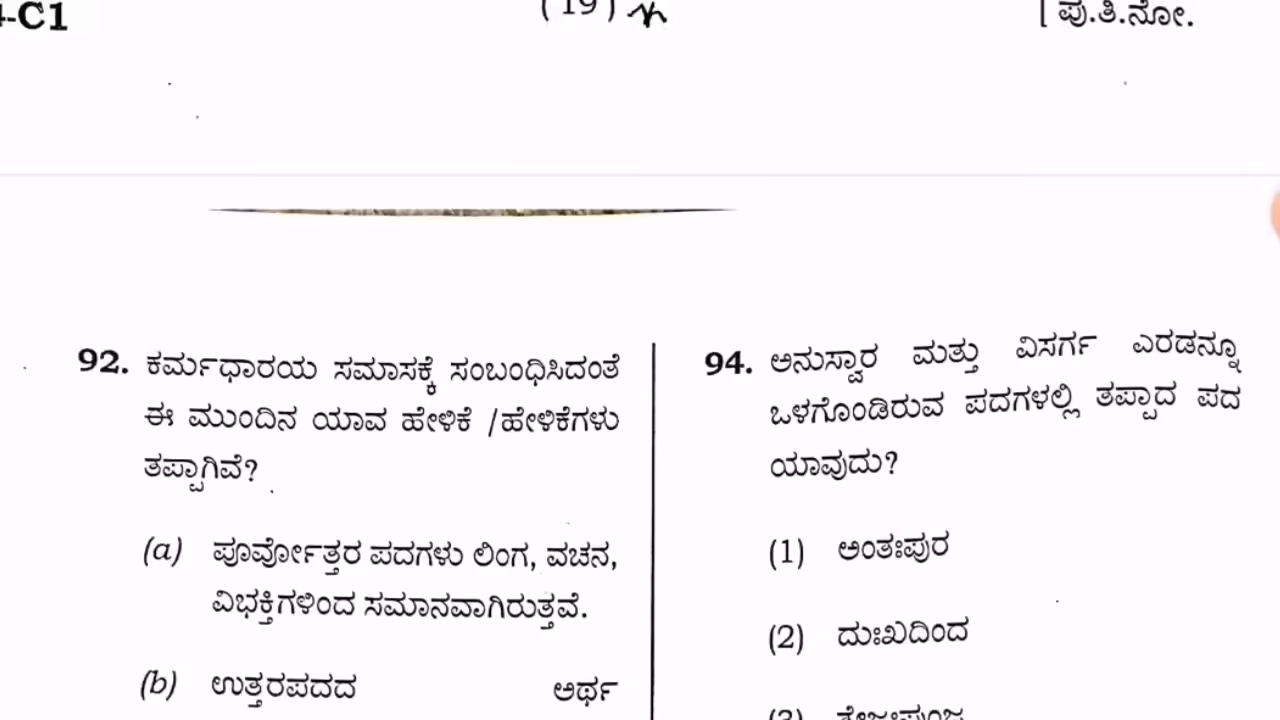 -C1
( 19 )
[ ಪು.ತಿ.ನೋ.
92. ಕರ್ಮಧಾರಯ ಸಮಾಸಕ್ಕೆ ಸಂಬಂಧಿಸಿದಂತೆ
ಈ ಮುಂದಿನ ಯಾವ ಹೇಳಿಕೆ /ಹೇಳಿಕೆಗಳು
ತಪ್ಪಾಗಿವೆ?
(a) ಪೂರ್ವೋತ್ತರ ಪದಗಳು ಲಿಂಗ, ವಚನ,
ವಿಭಕ್ತಿಗಳಿಂದ ಸಮಾನವಾಗಿರುತ್ತವೆ.
(b) ಉತ್ತರಪದದ ಅರ್ಥ
94. ಅನುಸ್ವಾರ ಮತ್ತು ವಿಸರ್ಗ ಎರಡನ್ನೂ
ಒಳಗೊಂಡಿರುವ ಪದಗಳಲ್ಲಿ ತಪ್ಪಾದ ಪದ
ಯಾವುದು?
(1) ಅಂತಃಪುರ
(2) ದುಃಖದಿಂದ
(3) ತೇಜಃಪುಂಜ